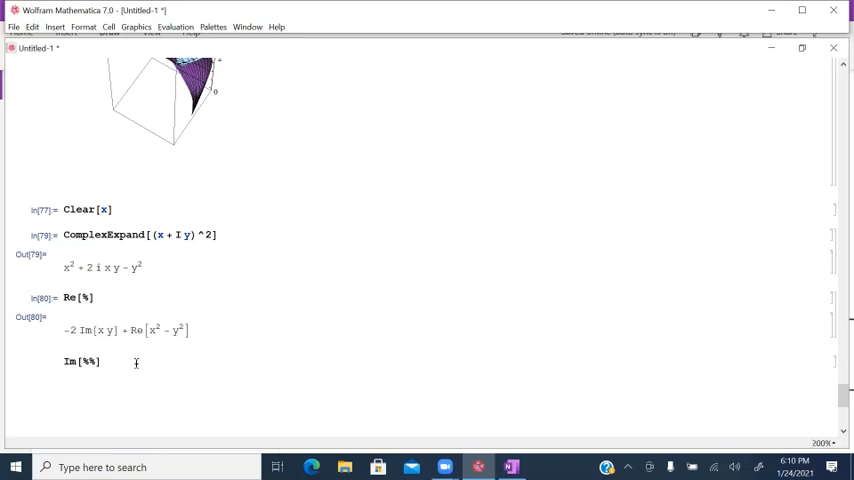 Wolfram Mathematica 7.0 - [Untitled-1 *]
File Edit Insert Format Cell Graphics Evaluation Palettes Window Help
Untitled-1 *
0
In[77]:= Clear[x]
In[79]:= ComplexExpand[(x + I y)^2]
Out[79]=
x² + 2 i x y - y²
In[80]:= Re[%]
Out[80]=
-2 Im[x y] + Re[x² - y²]
Im[%%]
200%
Type here to search
6:10 PM
1/24/2021